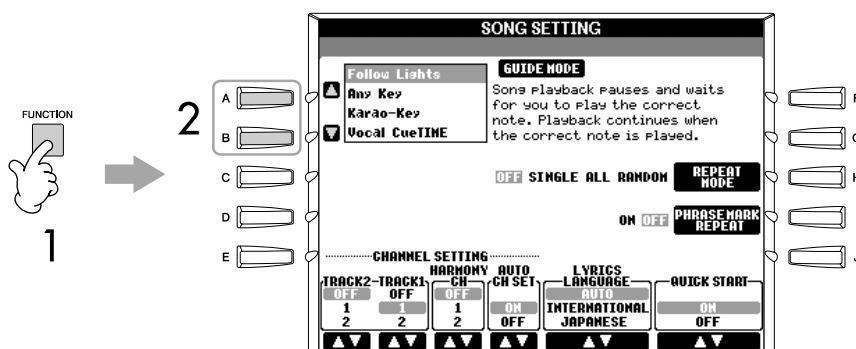 SONG SETTING
FUNCTION
1
2
A
B
C
D
E
Follow Lights
Any Key
Karao-Key
Vocal CueTIME
GUIDE MODE
Song playback pauses and waits
for you to play the correct
note. Playback continues when
the correct note is played.
OFF SINGLE ALL RANDOM
REPEAT
MODE
ON OFF
PHRASE MARK
REPEAT
H
J
CHANNEL SETTING
TRACK2
OFF
1
2
TRACK1
OFF
1
2
HARMONY
CH
OFF
1
2
AUTO
CH SET
ON
OFF
LYRICS
LANGUAGE
AUTO
INTERNATIONAL
JAPANESE
QUICK START
ON
OFF